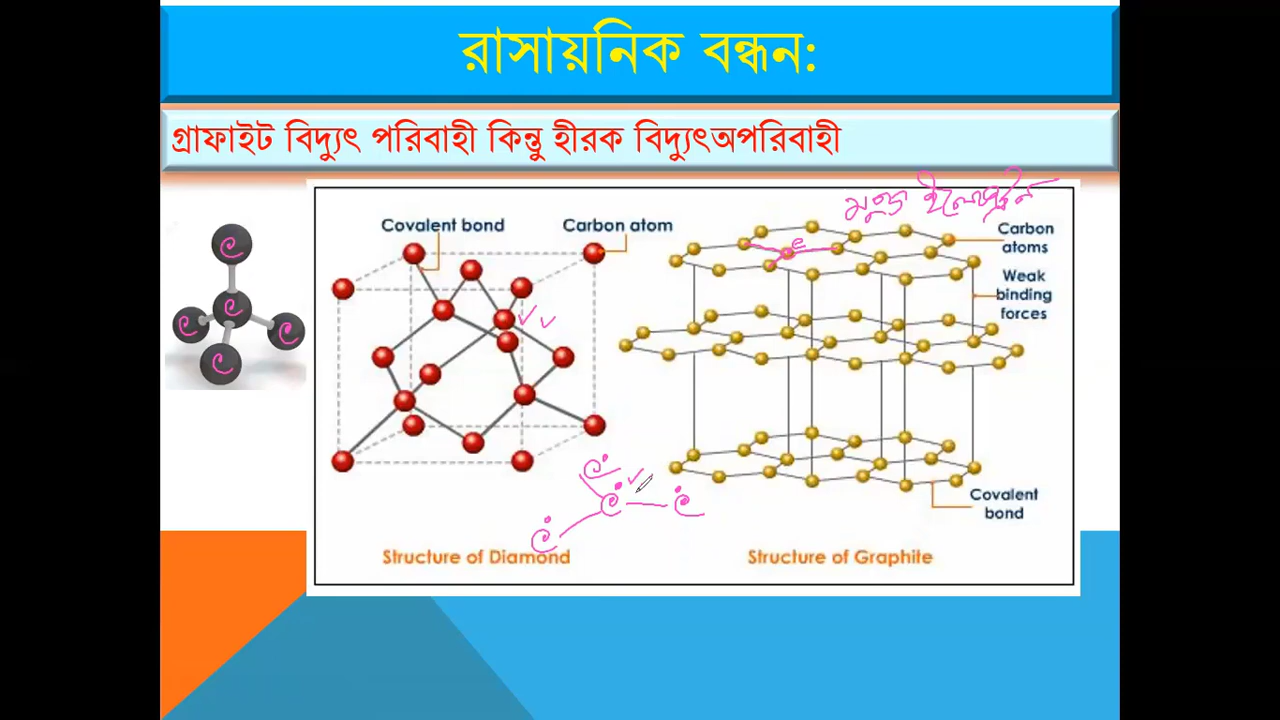 রাসায়নিক বন্ধন:
গ্রাফাইট বিদ্যুৎ পরিবাহী কিন্তু হীরক বিদ্যুৎঅপরিবাহী
মুক্ত ইলেকট্রন
Covalent bond
Carbon atom
Carbon
atoms
Weak
binding
forces
C
C
C
C
C
C
C
C
C
C
Covalent
bond
Structure of Diamond
Structure of Graphite